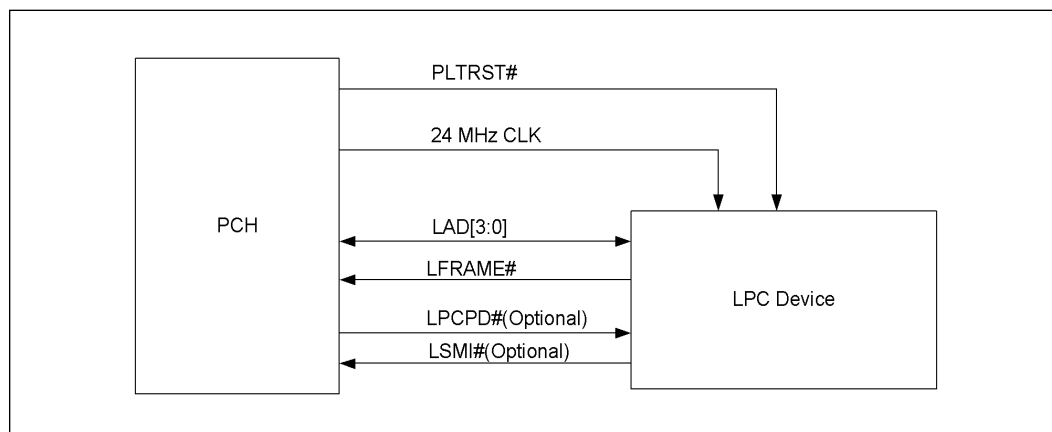 PLTRST#
24 MHz CLK
PCH
LAD[3:0]
LFRAME#
LPC Device
LPCPD#(Optional)
LSMI#(Optional)